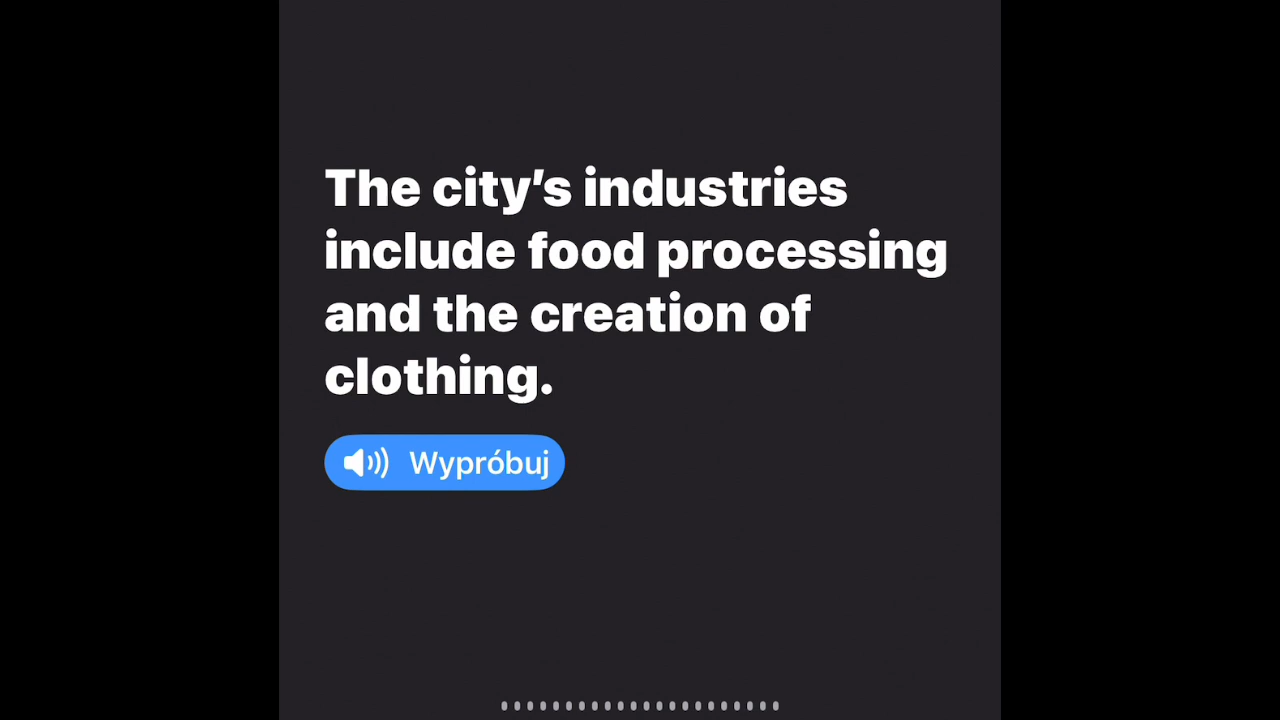 The city’s industries
include food processing
and the creation of
clothing.
Wypróbuj